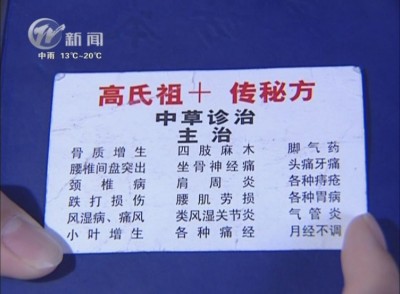 新闻
中雨 13℃~20℃
高氏祖十 传秘方
中草诊治
主治
骨质增生 四肢麻木 脚气药
腰椎间盘突出 坐骨神经痛 头痛牙痛
颈椎病 肩周炎 各种痔疮
跌打损伤 腰肌劳损 各种胃病
风湿病、痛风 类风湿关节炎 气管炎
小叶增生 各种痛经 月经不调